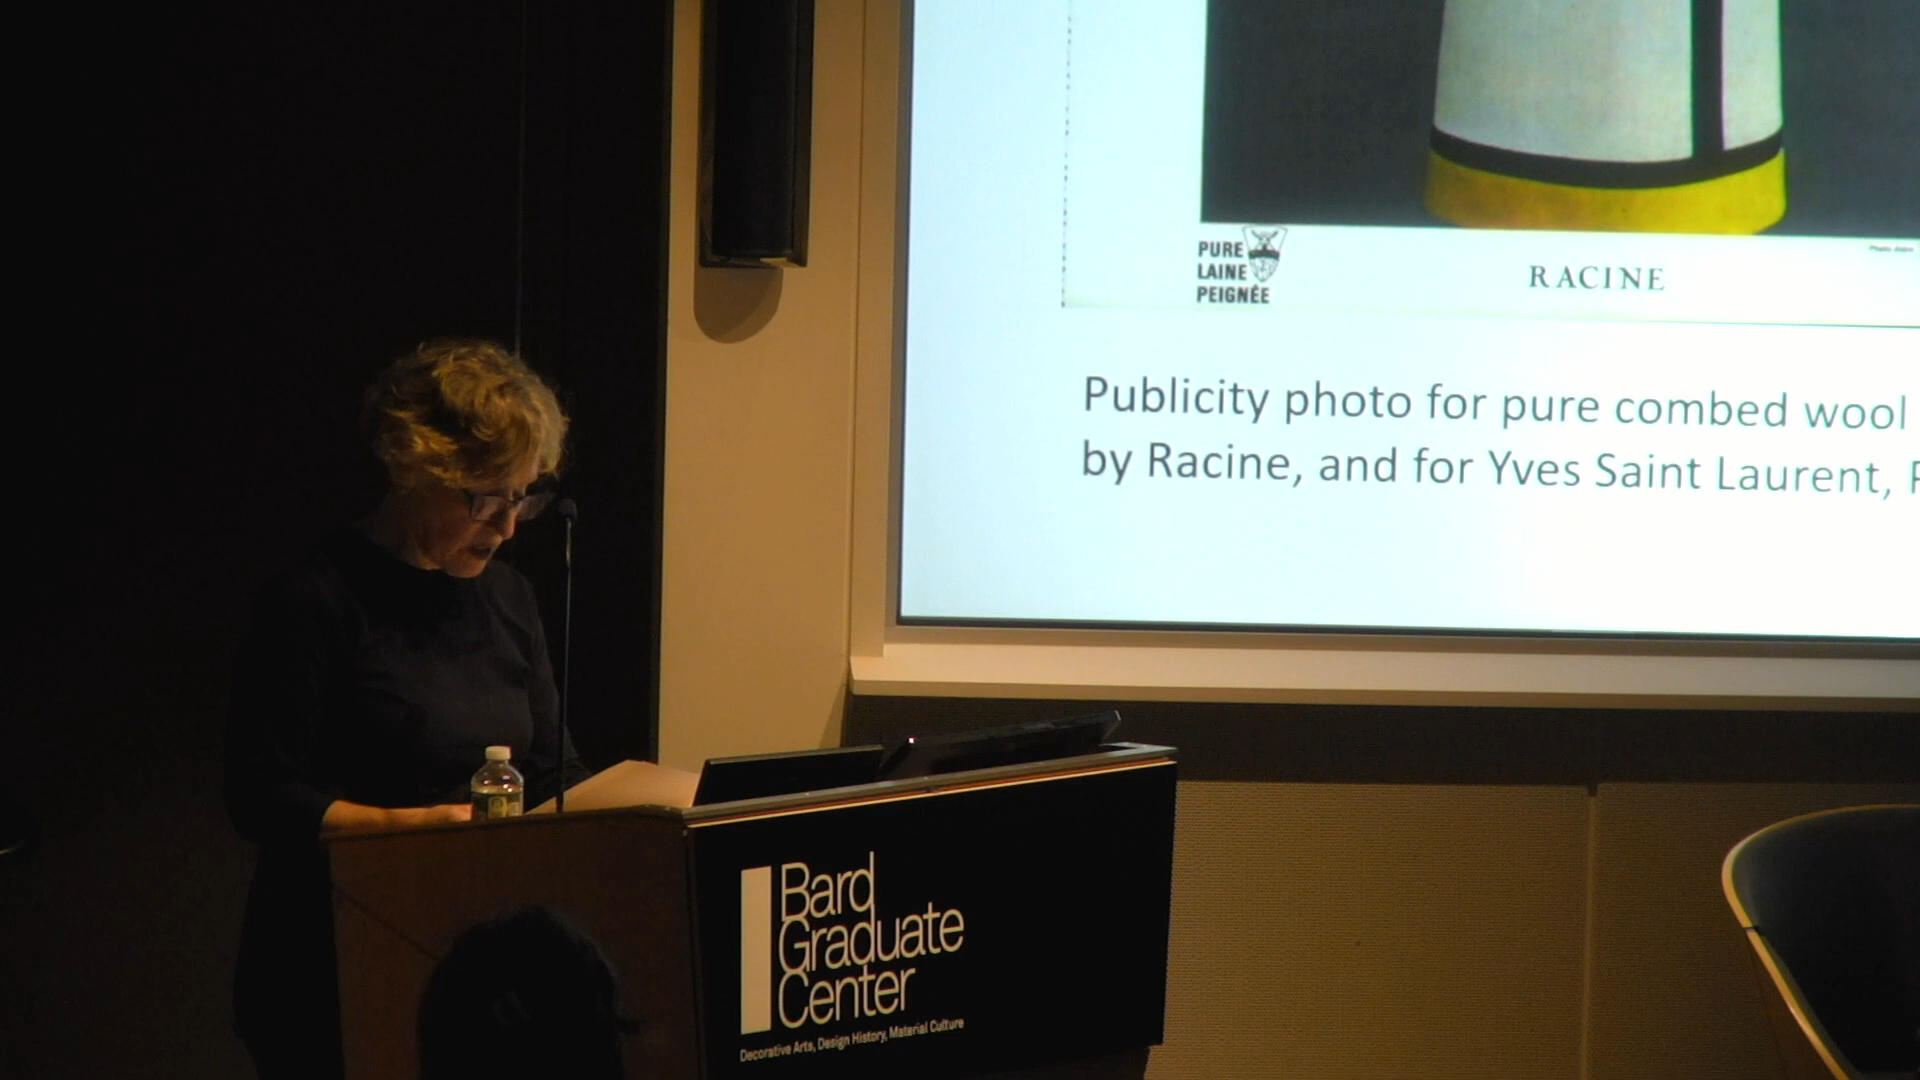 PURE
LAINE
PEIGNÉE
RACINE
Publicity photo for pure combed wool
by Racine, and for Yves Saint Laurent,
Bard
Graduate
Center
Decorative Arts, Design History, Material Culture